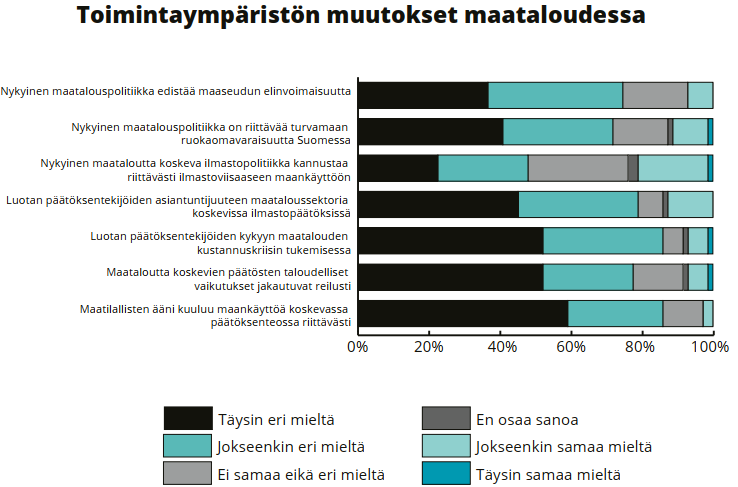 Toimintaympäristön muutokset maataloudessa
Nykyinen maatalouspolitiikka edistää maaseudun elinvoimaisuutta
Nykyinen maatalouspolitiikka on riittävää turvamaan
ruokaomavaraisuutta Suomessa
Nykyinen maataloutta koskeva ilmastopolitiikka kannustaa
riittävästi ilmastoviisaaseen maankäyttöön
Luotan päätöksentekijöiden asiantuntijuuteen maataloussektoria
koskevissa ilmastopäätöksissä
Luotan päätöksentekijöiden kykyyn maatalouden
kustannuskriisin tukemisessa
Maataloutta koskevien päätösten taloudelliset
vaikutukset jakautuvat reilusti
Maatilallisten ääni kuuluu maankäyttöä koskevassa
päätöksenteossa riittävästi
0% 20% 40% 60% 80% 100%
Täysin eri mieltä
Jokseenkin eri mieltä
Ei samaa eikä eri mieltä
En osaa sanoa
Jokseenkin samaa mieltä
Täysin samaa mieltä